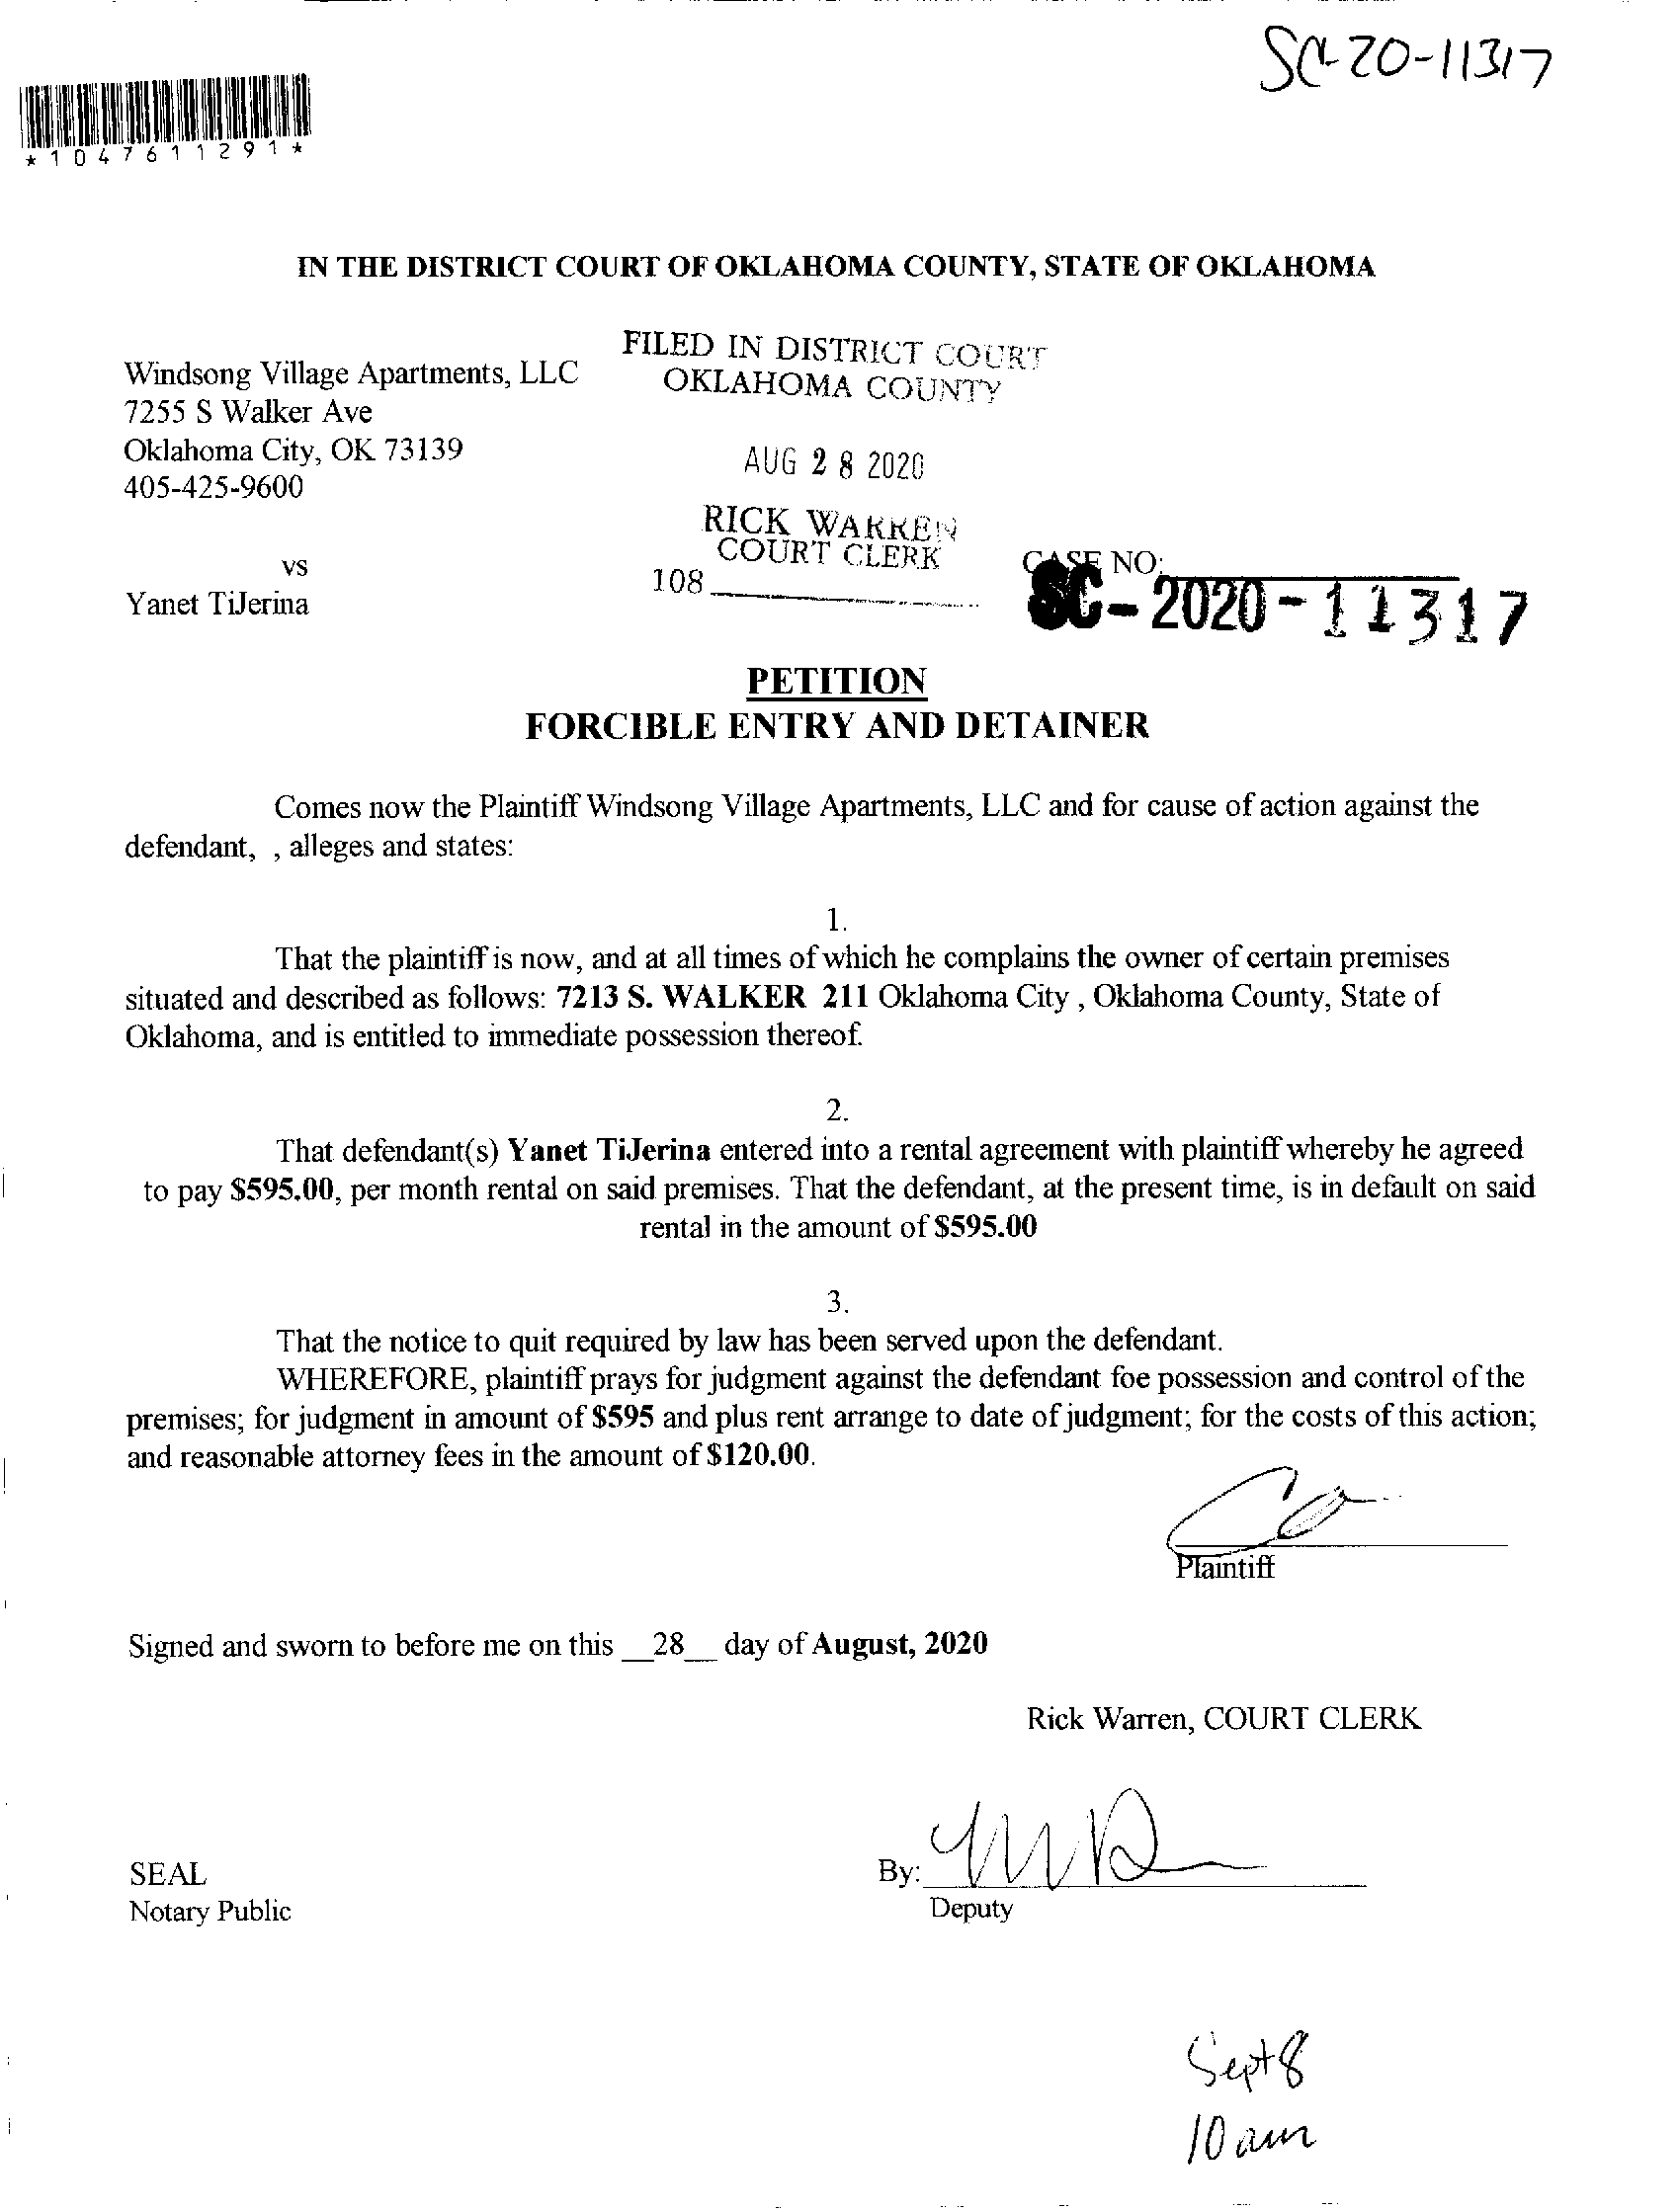 SC-20-11317
*1047611291*
IN THE DISTRICT COURT OF OKLAHOMA COUNTY, STATE OF OKLAHOMA
FILED IN DISTRICT COURT
OKLAHOMA COUNTY
Windsong Village Apartments, LLC
7255 S Walker Ave
Oklahoma City, OK 73139
405-425-9600
AUG 28 2020
RICK WARREN
COURT CLERK
108
vs
Yanet TiJerina
CASE NO:
SC-2020-11317
PETITION
FORCIBLE ENTRY AND DETAINER
Comes now the Plaintiff Windsong Village Apartments, LLC and for cause of action against the
defendant, , alleges and states:
1.
That the plaintiff is now, and at all times of which he complains the owner of certain premises
situated and described as follows: 7213 S. WALKER 211 Oklahoma City , Oklahoma County, State of
Oklahoma, and is entitled to immediate possession thereof.
2.
That defendant(s) Yanet TiJerina entered into a rental agreement with plaintiff whereby he agreed
to pay $595.00, per month rental on said premises. That the defendant, at the present time, is in default on said
rental in the amount of $595.00
3.
That the notice to quit required by law has been served upon the defendant.
WHEREFORE, plaintiff prays for judgment against the defendant foe possession and control of the
premises; for judgment in amount of $595 and plus rent arrange to date of judgment; for the costs of this action;
and reasonable attorney fees in the amount of $120.00.
Plaintiff
Signed and sworn to before me on this __28__ day of August, 2020
Rick Warren, COURT CLERK
SEAL
Notary Public
By:
Deputy
Sept 8
10 am